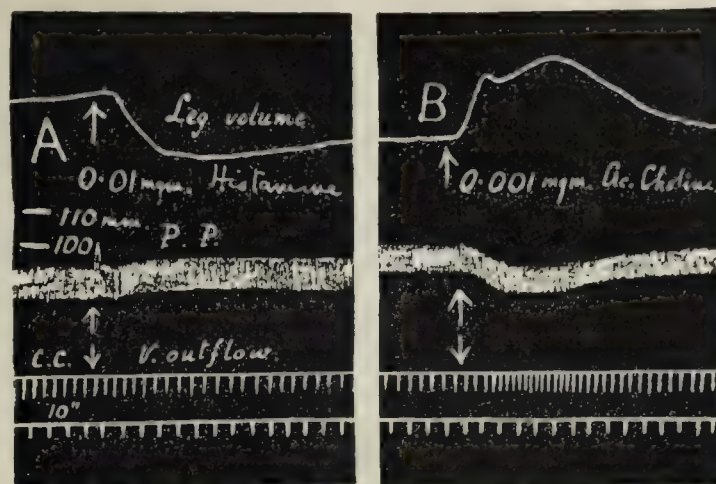 A
Leg volume
0.01 mgm. Histamine
110 mm.
100
P. P.
C.C. V. outflow
10"
B
0.001 mgm. Ac. Choline